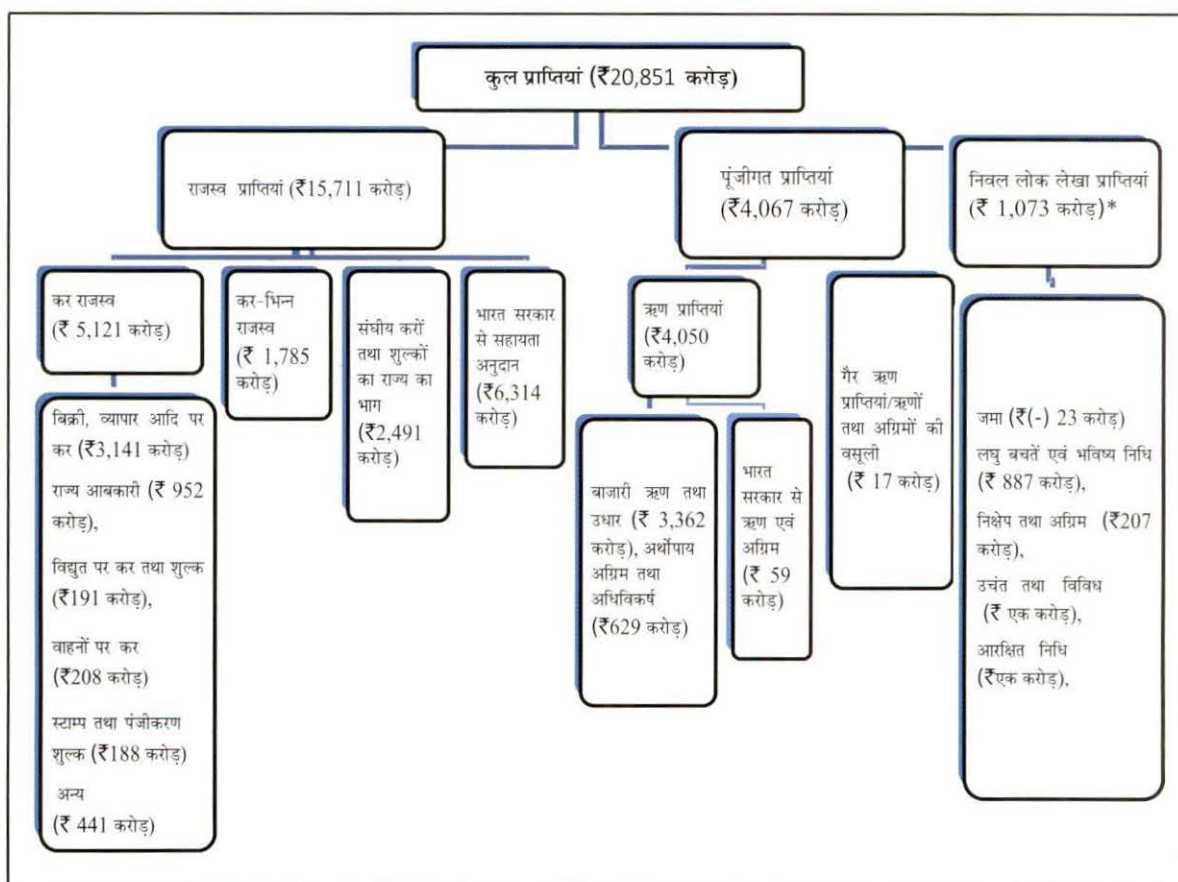 कुल प्राप्तियां (₹20,851 करोड़)
राजस्व प्राप्तियां (₹15,711 करोड़)
पूंजीगत प्राप्तियां
(₹4,067 करोड़)
निवल लोक लेखा प्राप्तियां
(₹ 1,073 करोड़)*
कर राजस्व
(₹ 5,121 करोड़)
कर-भिन्न
राजस्व
(₹ 1,785
करोड़)
संघीय करों
तथा शुल्कों
का राज्य का
भाग
(₹2,491
करोड़)
भारत सरकार
से सहायता
अनुदान
(₹6,314
करोड़)
ऋण प्राप्तियां
(₹4,050
करोड़)
गैर ऋण
प्राप्तियां/ऋणों
तथा अग्रिमों की
वसूली
(₹ 17 करोड़)
बिक्री, व्यापार आदि पर
कर (₹3,141 करोड़)
राज्य आबकारी (₹ 952
करोड़),
विद्युत पर कर तथा शुल्क
(₹191 करोड़),
वाहनों पर कर
(₹208 करोड़)
स्टाम्प तथा पंजीकरण
शुल्क (₹188 करोड़)
अन्य
(₹ 441 करोड़)
बाजारी ऋण तथा
उधार (₹ 3,362
करोड़), अर्थोपाय
अग्रिम तथा
अधिविकर्ष
(₹629 करोड़)
भारत
सरकार से
ऋण एवं
अग्रिम
(₹ 59
करोड़)
जमा (₹(-) 23 करोड़)
लघु बचतें एवं भविष्य निधि
(₹ 887 करोड़),
निक्षेप तथा अग्रिम (₹207
करोड़),
उचंत तथा विविध
(₹ एक करोड़),
आरक्षित निधि
(₹एक करोड़),